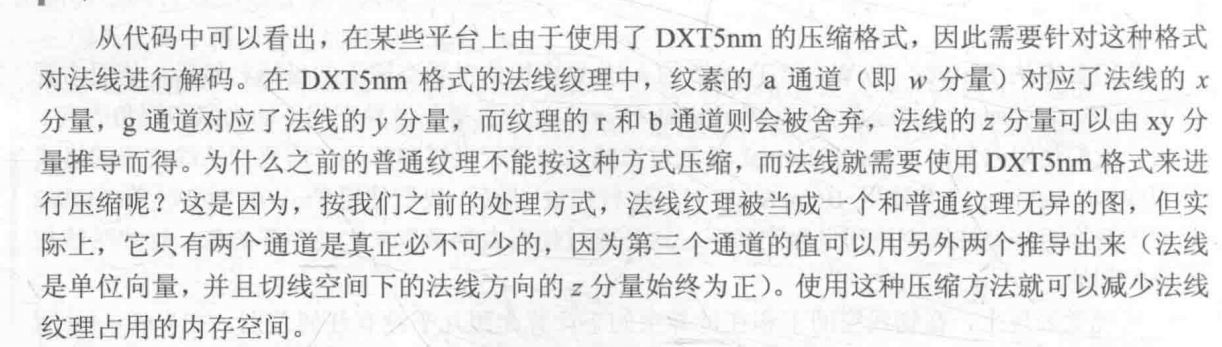 从代码中可以看出，在某些平台上由于使用了 DXT5nm 的压缩格式，因此需要针对这种格式
对法线进行解码。在 DXT5nm 格式的法线纹理中，纹素的 a 通道（即 w 分量）对应了法线的 x
分量，g 通道对应了法线的 y 分量，而纹理的 r 和 b 通道则会被舍弃，法线的 z 分量可以由 xy 分
量推导而得。为什么之前的普通纹理不能按这种方式压缩，而法线就需要使用 DXT5nm 格式来进
行压缩呢？这是因为，按我们之前的处理方式，法线纹理被当成一个和普通纹理无异的图，但实
际上，它只有两个通道是真正必不可少的，因为第三个通道的值可以用另外两个推导出来（法线
是单位向量，并且切线空间下的法线方向的 z 分量始终为正）。使用这种压缩方法就可以减少法线
纹理占用的内存空间。